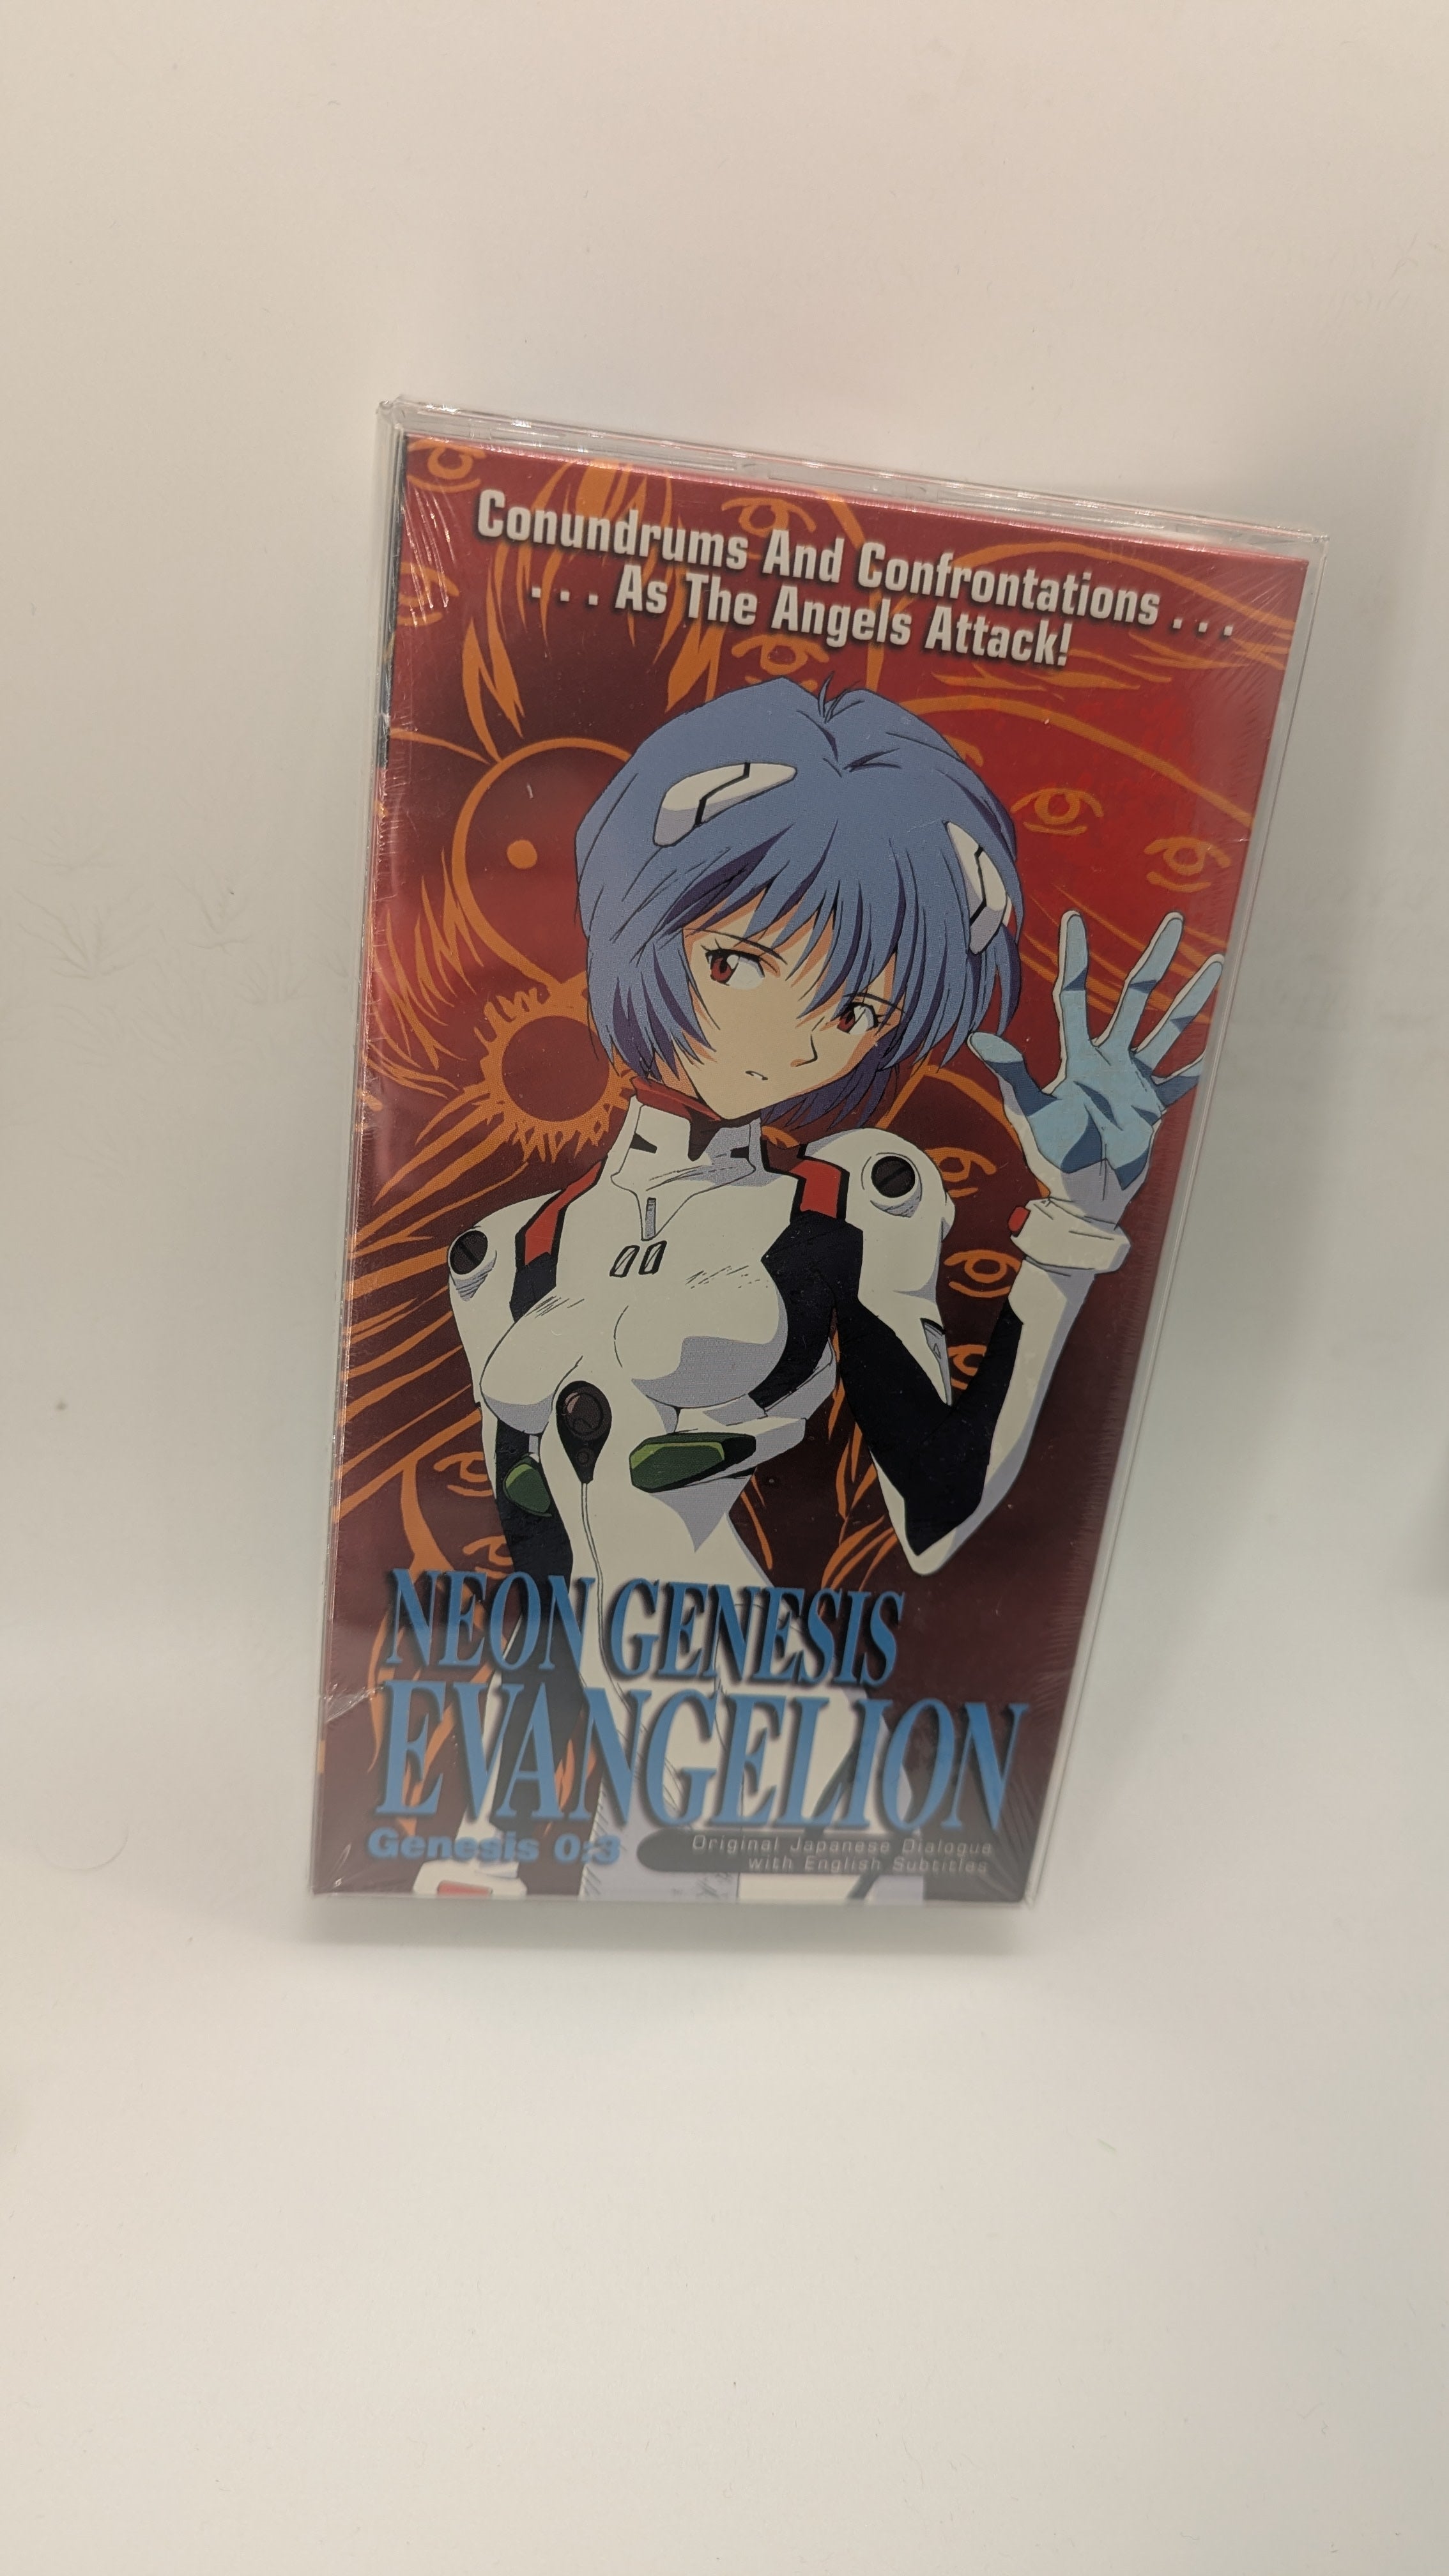 Conundrums And Confrontations . . .
. . . As The Angels Attack!
00
NEON GENESIS
EVANGELION
Genesis 0:3
Original Japanese Dialogue
with English Subtitles